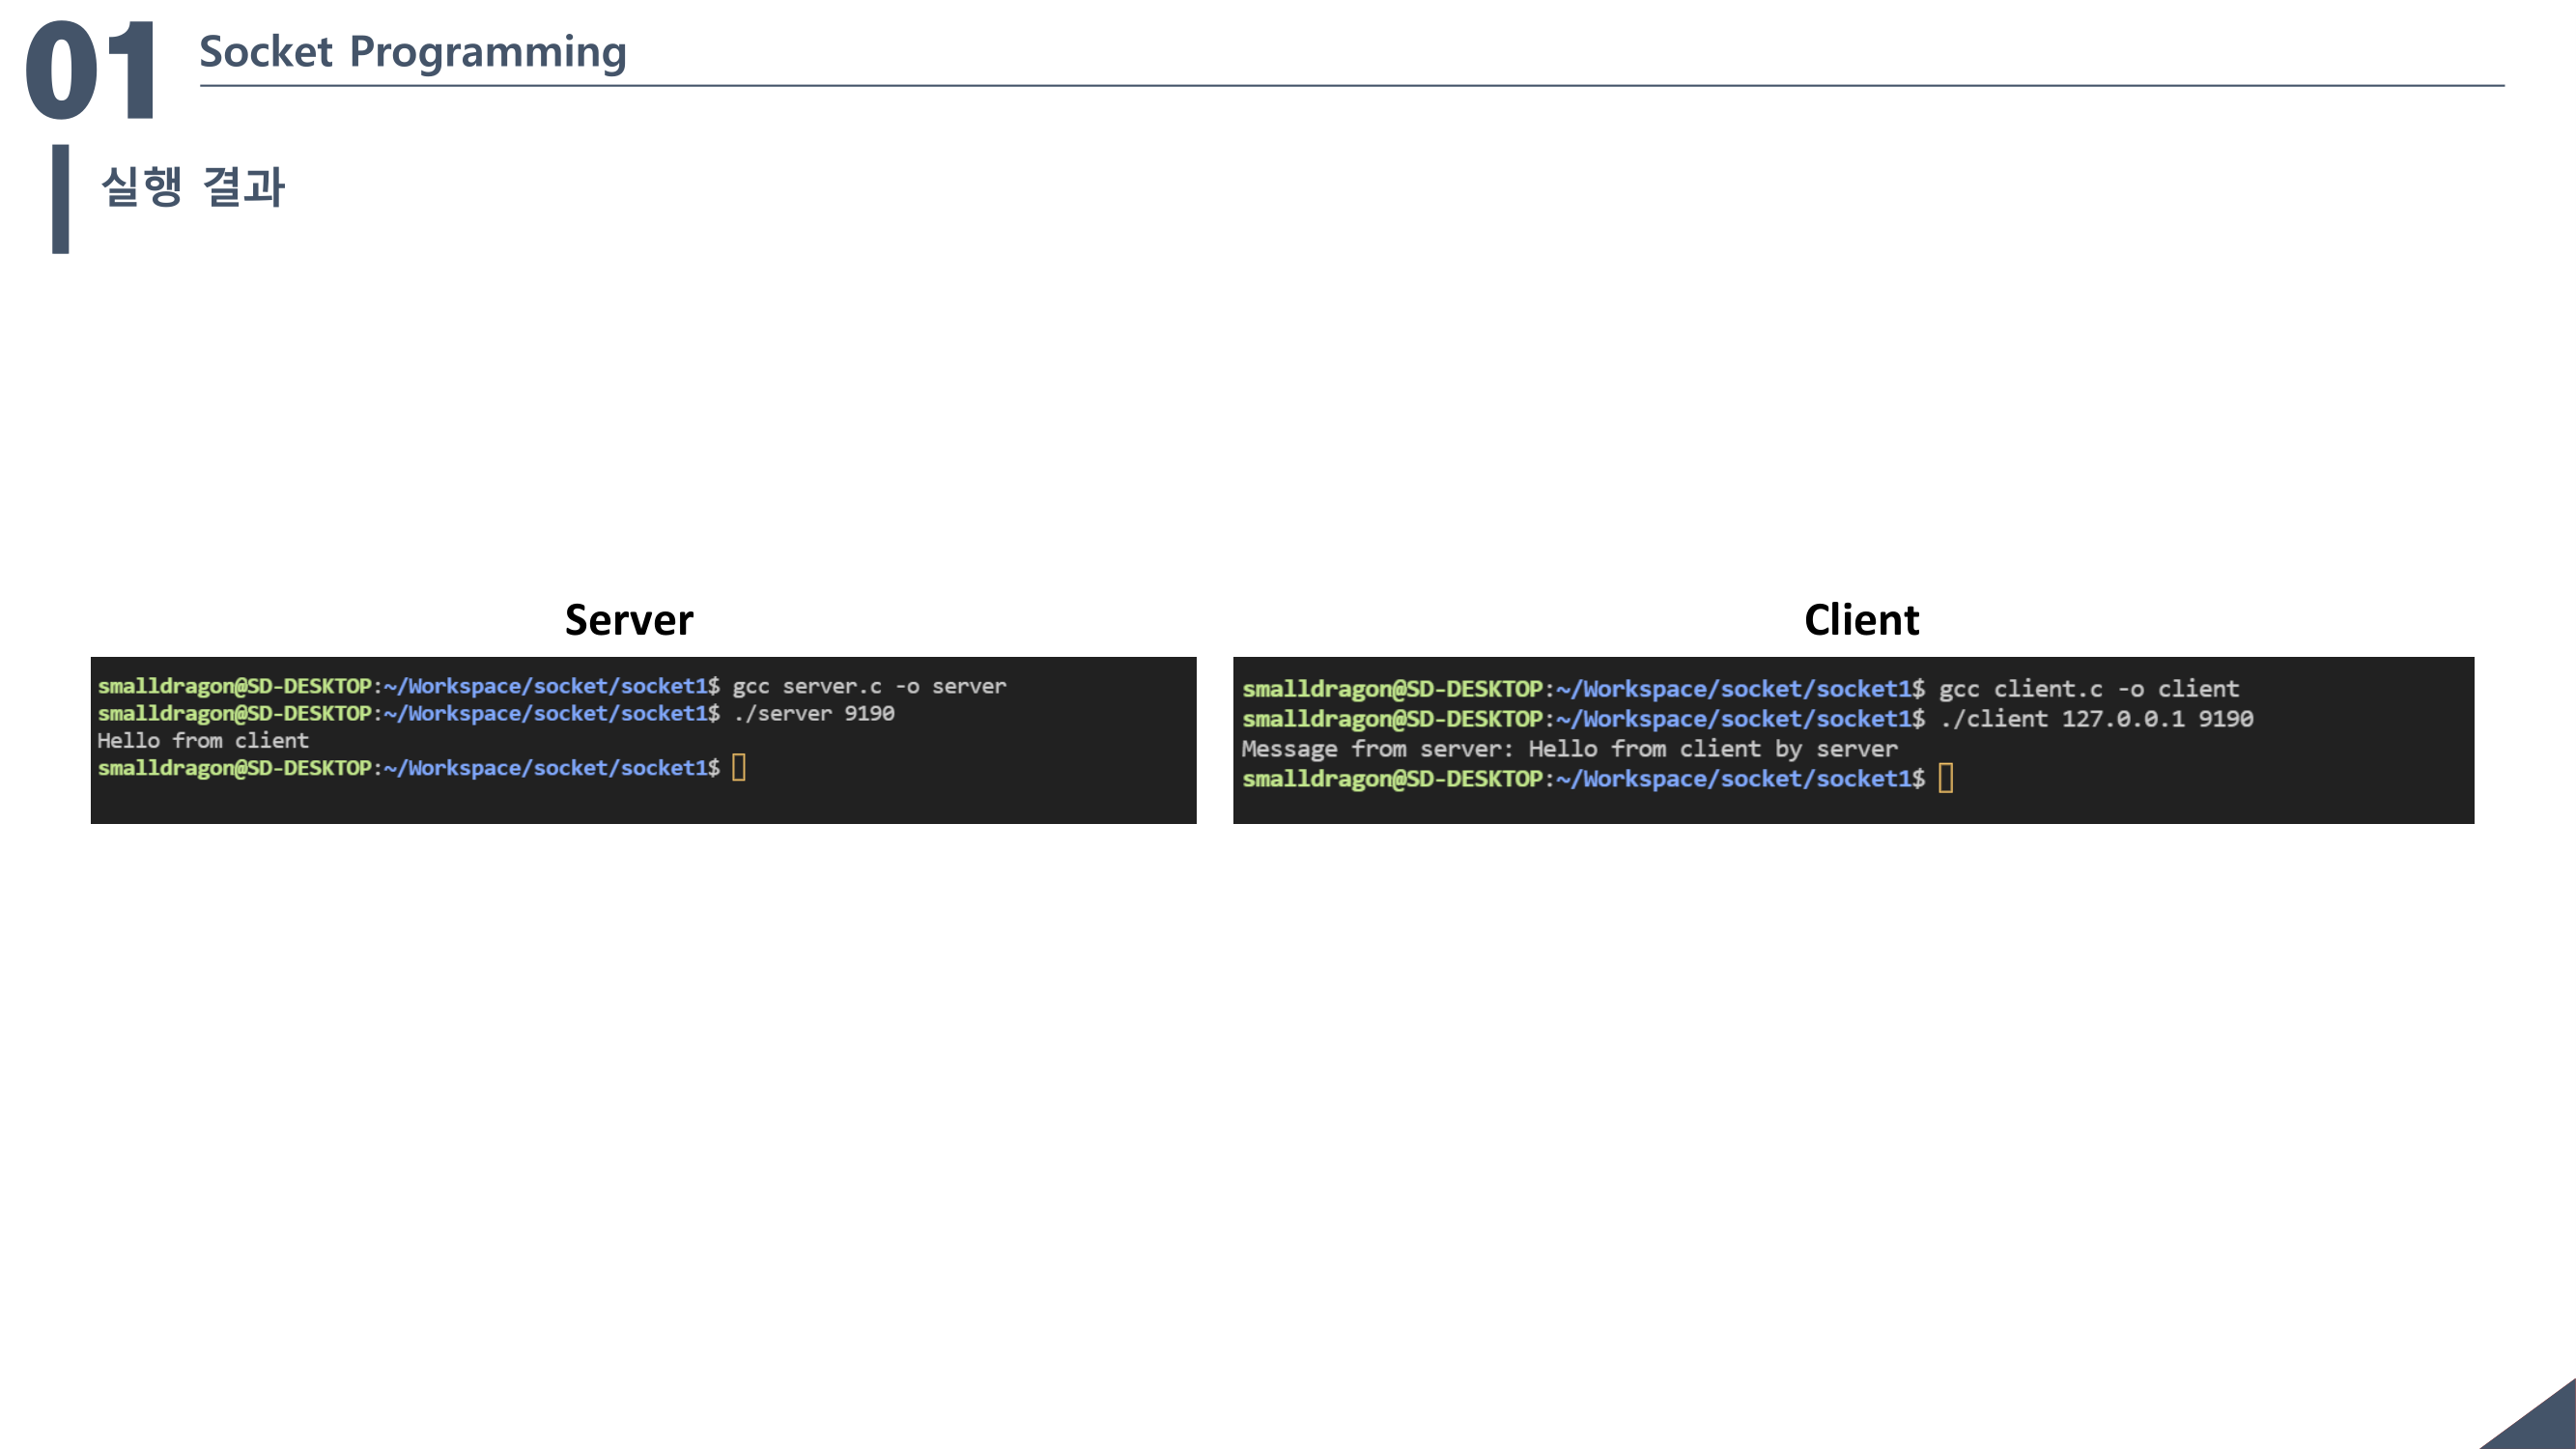 01
Socket Programming
실행 결과
Server
smalldragon@SD-DESKTOP:~/Workspace/socket/socket1$ gcc server.c -o server
smalldragon@SD-DESKTOP:~/Workspace/socket/socket1$ ./server 9190
Hello from client
smalldragon@SD-DESKTOP:~/Workspace/socket/socket1$
Client
smalldragon@SD-DESKTOP:~/Workspace/socket/socket1$ gcc client.c -o client
smalldragon@SD-DESKTOP:~/Workspace/socket/socket1$ ./client 127.0.0.1 9190
Message from server: Hello from client by server
smalldragon@SD-DESKTOP:~/Workspace/socket/socket1$